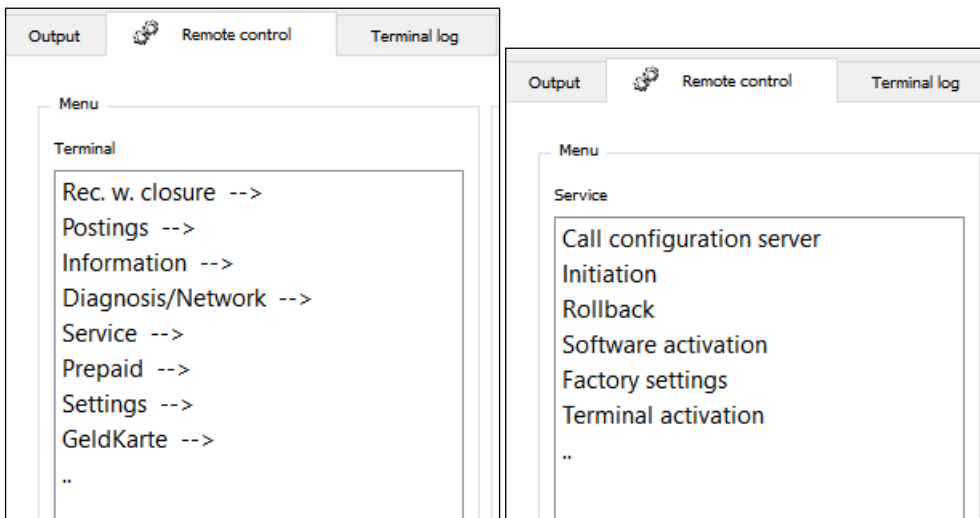 Output Remote control Terminal log
Menu
Terminal
Rec. w. closure -->
Postings -->
Information -->
Diagnosis/Network -->
Service -->
Prepaid -->
Settings -->
GeldKarte -->
..
Output Remote control Terminal log
Menu
Service
Call configuration server
Initiation
Rollback
Software activation
Factory settings
Terminal activation
..